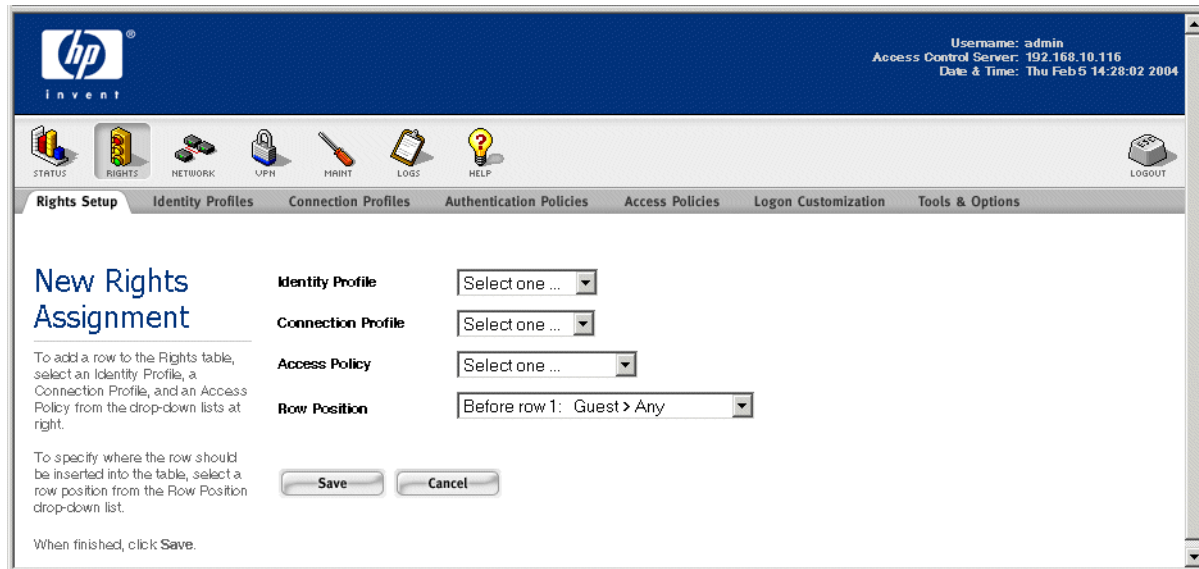 hp
®
invent
Username: admin
Access Control Server: 192.168.10.116
Date & Time: Thu Feb 5 14:28:02 2004
STATUS RIGHTS NETWORK VPN MAINT LOGS HELP LOGOUT
Rights Setup Identity Profiles Connection Profiles Authentication Policies Access Policies Logon Customization Tools & Options
New Rights
Assignment
To add a row to the Rights table,
select an Identity Profile, a
Connection Profile, and an Access
Policy from the drop-down lists at
right.
To specify where the row should
be inserted into the table, select a
row position from the Row Position
drop-down list.
When finished, click Save.
Identity Profile Select one ...
Connection Profile Select one ...
Access Policy Select one ...
Row Position Before row 1: Guest > Any
Save Cancel